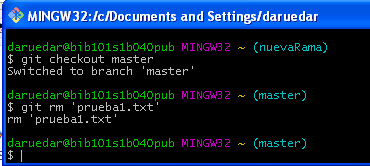 MINGW32:/c/Documents and Settings/daruedar
daruedar@bib101s1b040pub MINGW32 ~ (nuevaRama)
$ git checkout master
Switched to branch 'master'
daruedar@bib101s1b040pub MINGW32 ~ (master)
$ git rm 'prueba1.txt'
rm 'prueba1.txt'
daruedar@bib101s1b040pub MINGW32 ~ (master)
$